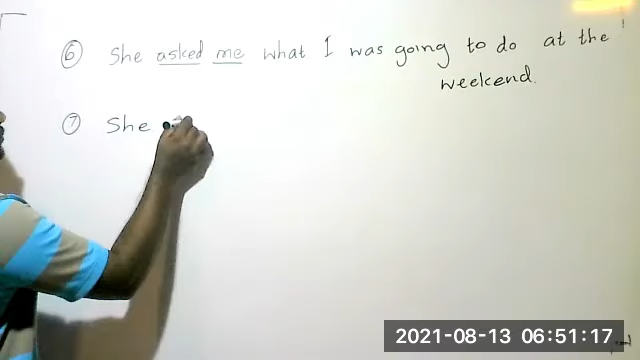 ⑥ She asked me what I was going to do at the
weekend.
⑦ She
2021-08-13 06:51:17